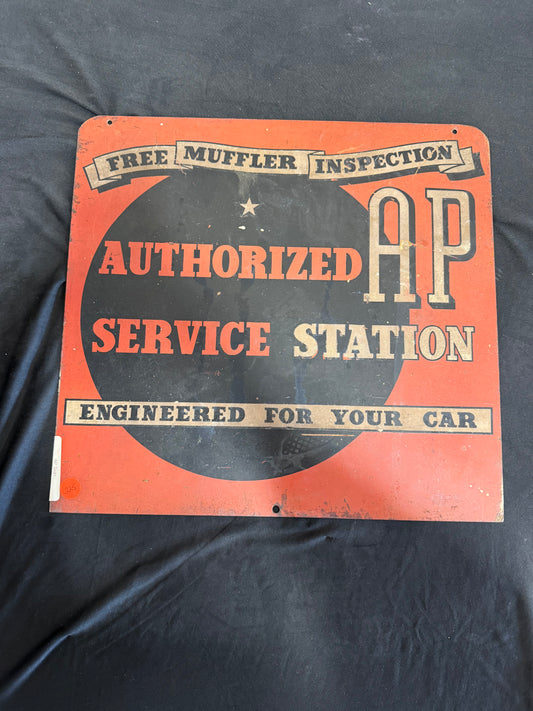 FREE MUFFLER INSPECTION
AP
AUTHORIZED
SERVICE STATION
ENGINEERED FOR YOUR CAR